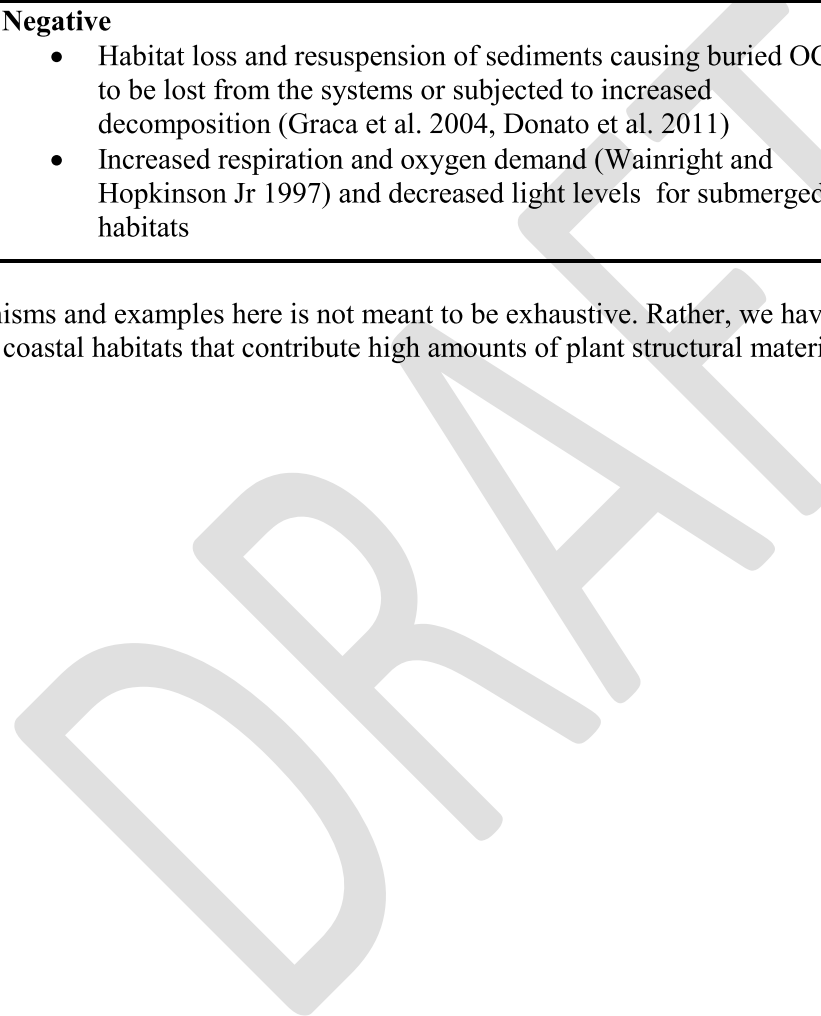 Negative
• Habitat loss and resuspension of sediments causing buried OC
to be lost from the systems or subjected to increased
decomposition (Graca et al. 2004, Donato et al. 2011)
• Increased respiration and oxygen demand (Wainright and
Hopkinson Jr 1997) and decreased light levels for submerged
habitats
isms and examples here is not meant to be exhaustive. Rather, we hav
coastal habitats that contribute high amounts of plant structural materi
DRAFT